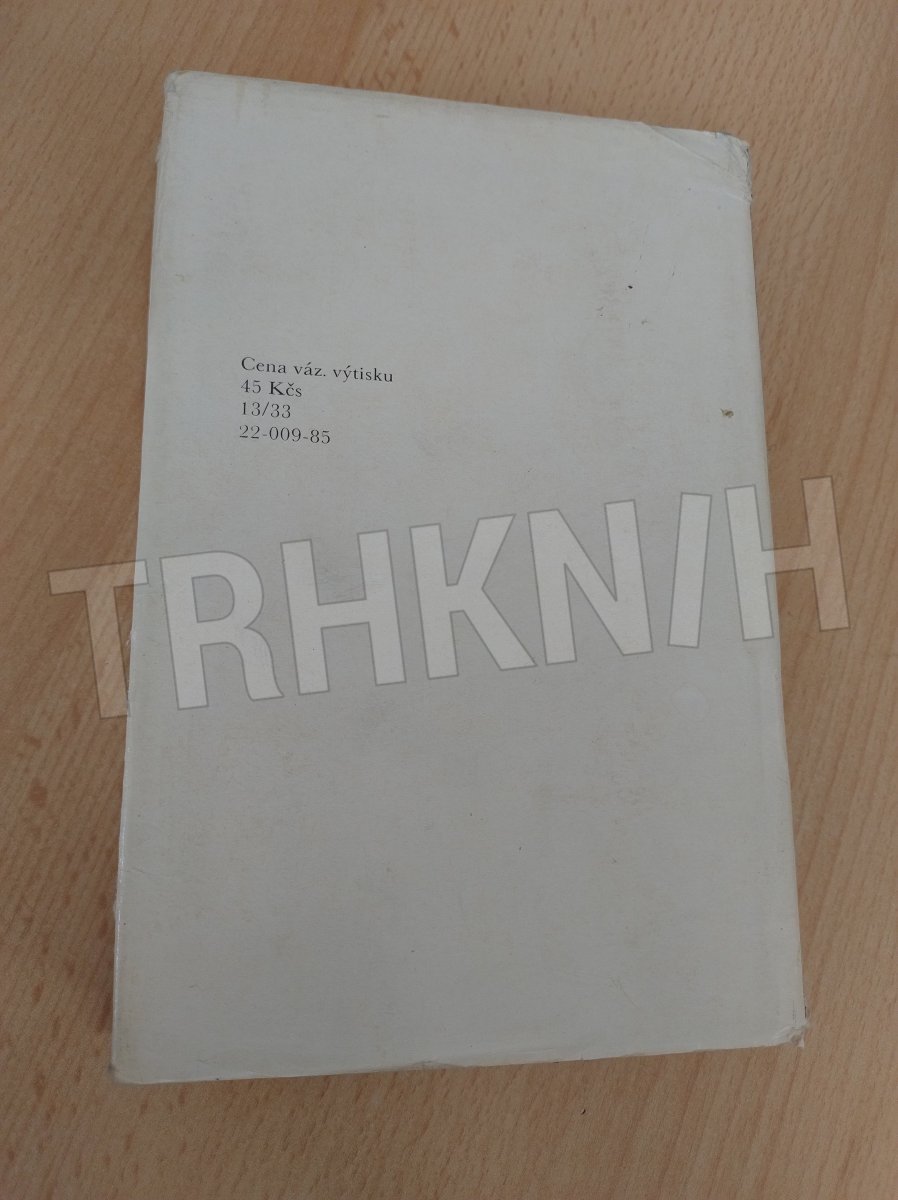 Cena váz. výtisku
45 Kčs
13/33
22-009-85
TRHKNIH